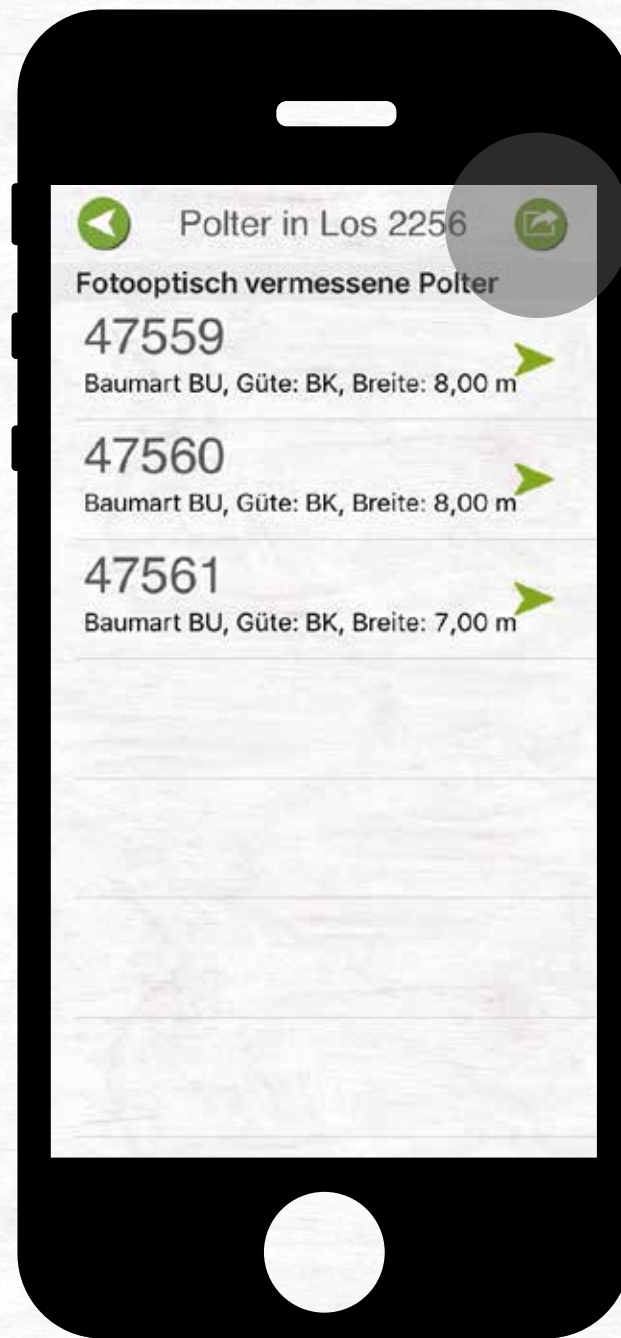 Polter in Los 2256
Fotooptisch vermessene Polter
47559
Baumart BU, Güte: BK, Breite: 8,00 m
47560
Baumart BU, Güte: BK, Breite: 8,00 m
47561
Baumart BU, Güte: BK, Breite: 7,00 m